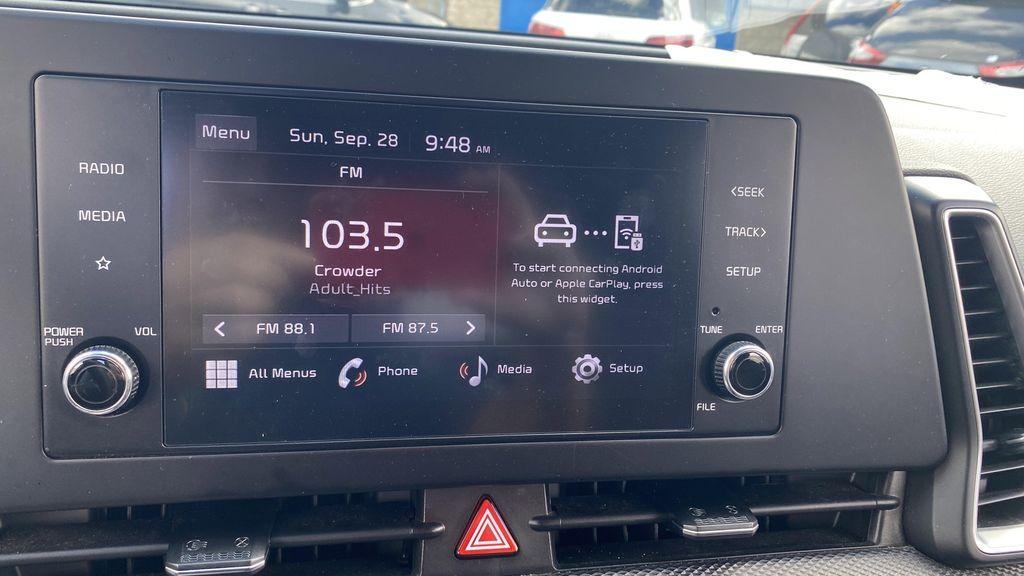 Menu
Sun, Sep. 28
9:48 AM
RADIO
MEDIA
POWER
PUSH
VOL
FM
103.5
Crowder
Adult_Hits
FM 88.1
FM 87.5
To start connecting Android
Auto or Apple CarPlay, press
this widget.
All Menus
Phone
Media
Setup
<SEEK
TRACK>
SETUP
TUNE
ENTER
FILE